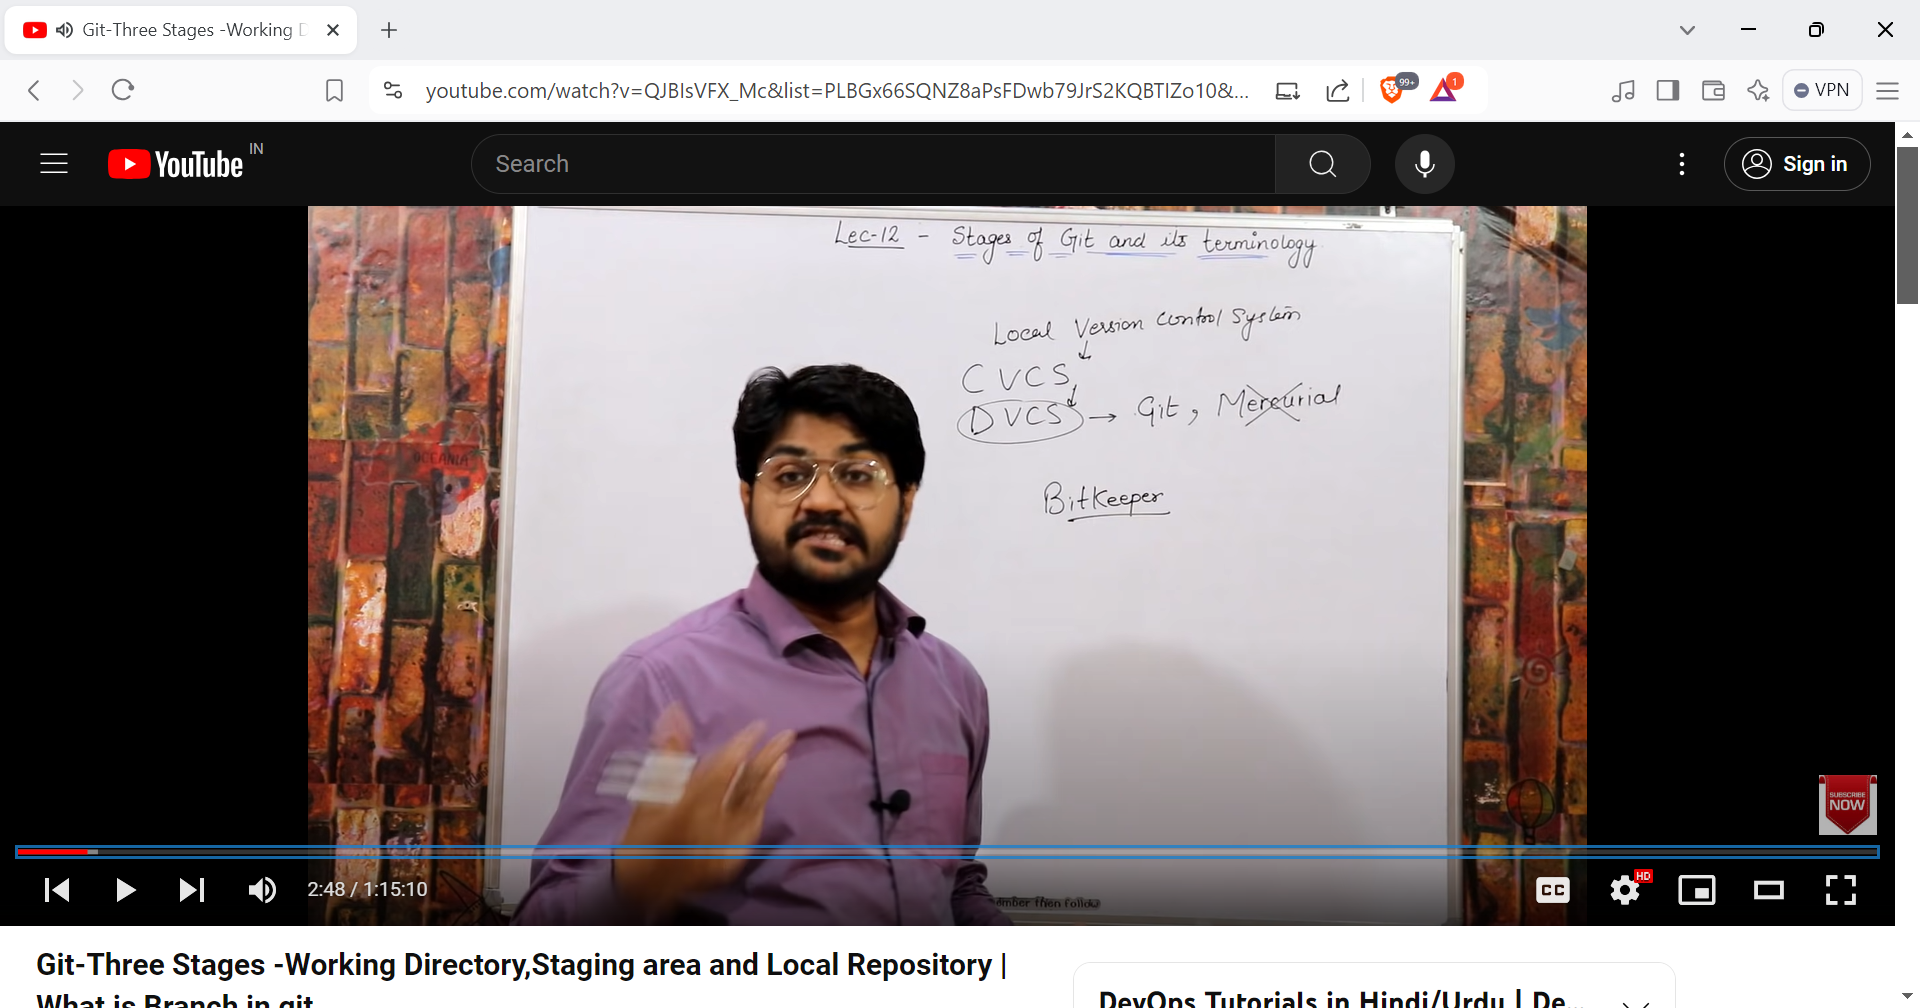 Git-Three Stages -Working D
youtube.com/watch?v=QJBIsVFX_Mc&list=PLBGx66SQNZ8aPsFDwb79JrS2KQBTIZo10&...
99+
1
VPN
YouTube IN
Search
Sign in
Lec-12 - Stages of Git and its terminology
Local Version Control System
CVCS
DVCS → Git, Mercurial
BitKeeper
OCEANIA
SUBSCRIBE
NOW
2:48 / 1:15:10
CC
HD
Git-Three Stages -Working Directory,Staging area and Local Repository |
What is Branch in git
DevOps Tutorials in Hindi/Urdu | De...